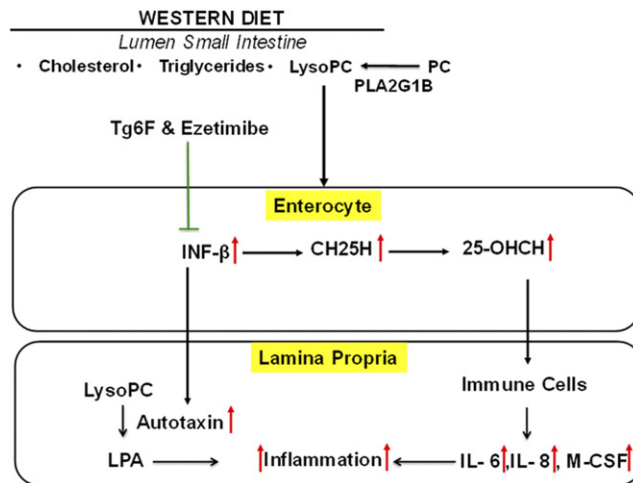 WESTERN DIET
Lumen Small Intestine
• Cholesterol • Triglycerides • LysoPC PC
PLA2G1B
Tg6F & Ezetimibe
Enterocyte
INF-β CH25H 25-OHCH
Lamina Propria
LysoPC Immune Cells
Autotaxin
LPA Inflammation IL- 6 ,IL- 8 , M-CSF